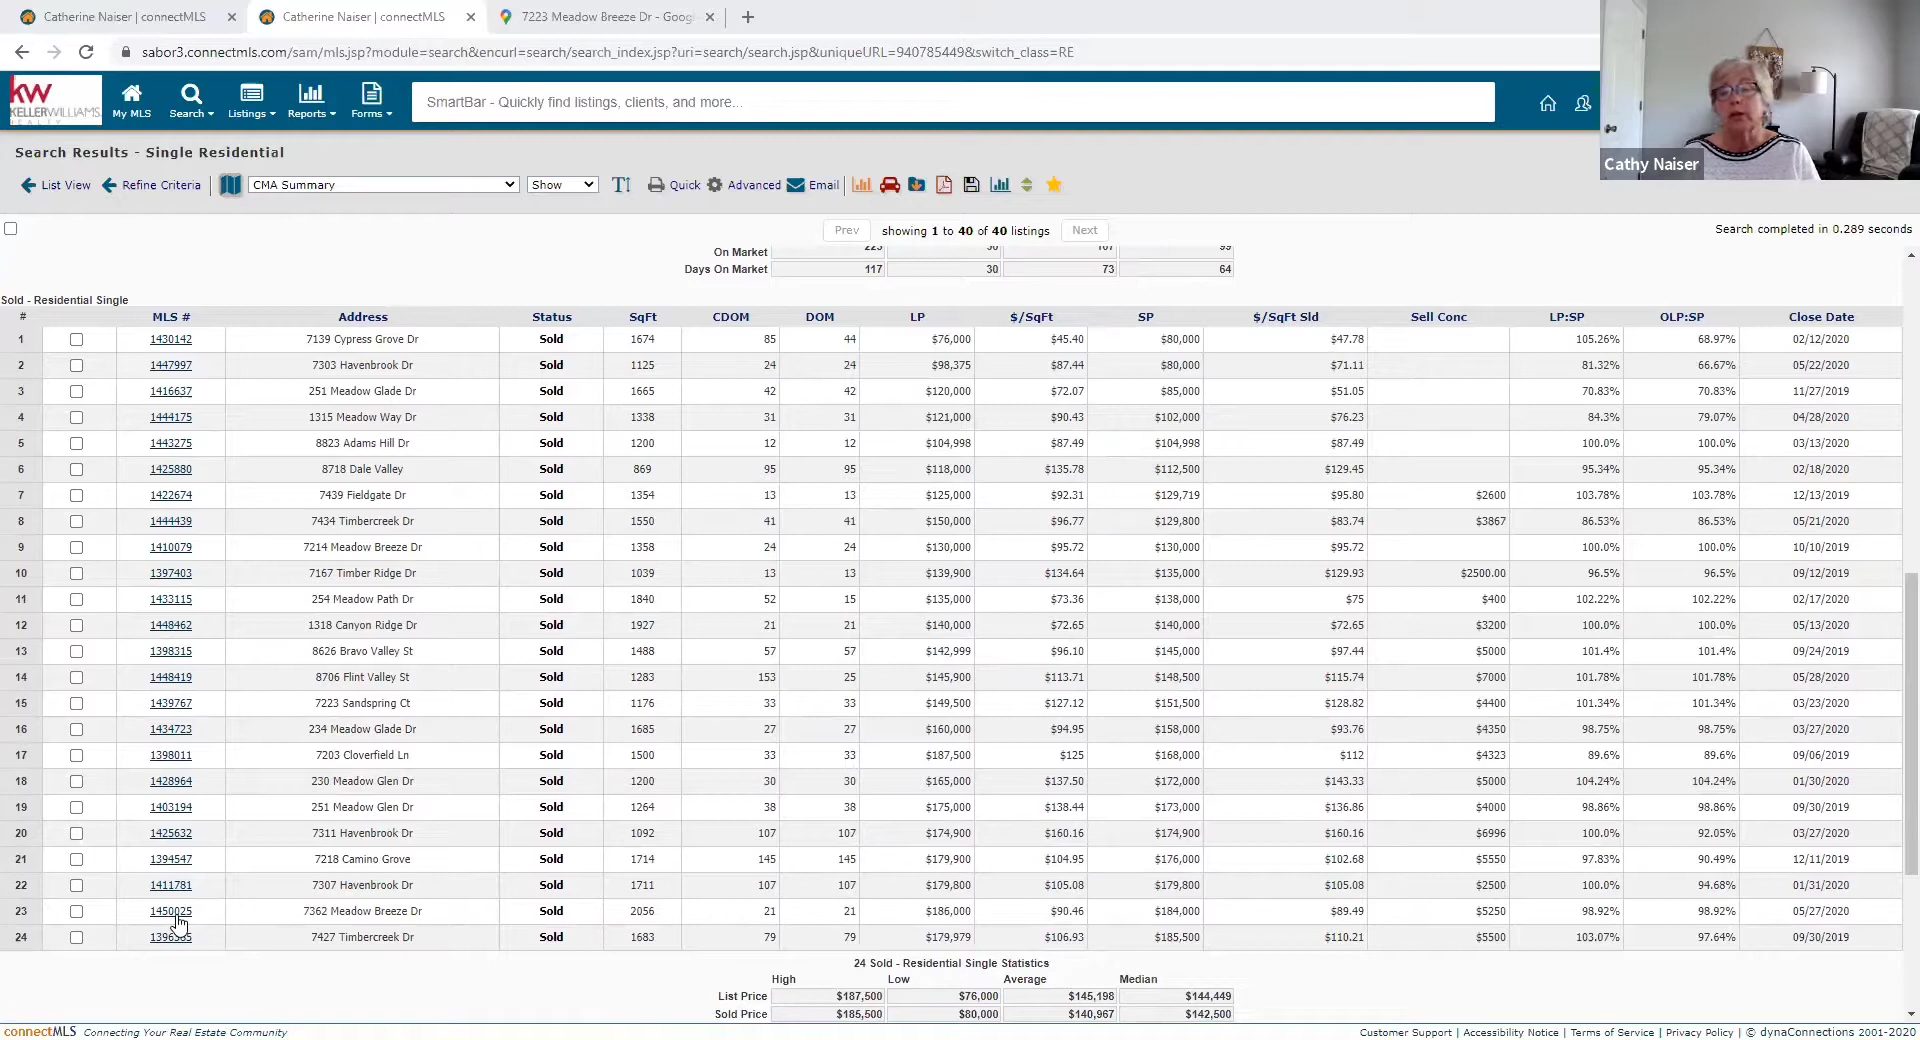 Catherine Naiser | connectMLS
Catherine Naiser | connectMLS
7223 Meadow Breeze Dr - Goog
sabor3.connectmls.com/sam/mls.jsp?module=search&encurl=search/search_index.jsp?uri=search/search.jsp&uniqueURL=940785449&switch_class=RE
kw
KELLERWILLIAMS
REALTY
My MLS
Search
Listings
Reports
Forms
SmartBar - Quickly find listings, clients, and more...
Cathy Naiser
Search Results - Single Residential
List View Refine Criteria CMA Summary Show Quick Advanced Email
Prev showing 1 to 40 of 40 listings Next
Search completed in 0.289 seconds
On Market 99
Days On Market 117 30 73 64
Sold - Residential Single
# MLS # Address Status SqFt CDOM DOM LP $/SqFt SP $/SqFt Sld Sell Conc LP:SP OLP:SP Close Date
1 1430142 7139 Cypress Grove Dr Sold 1674 85 44 $76,000 $45.40 $80,000 $47.78 105.26% 68.97% 02/12/2020
2 1447997 7303 Havenbrook Dr Sold 1125 24 24 $98,375 $87.44 $80,000 $71.11 81.32% 66.67% 05/22/2020
3 1416637 251 Meadow Glade Dr Sold 1665 42 42 $120,000 $72.07 $85,000 $51.05 70.83% 70.83% 11/27/2019
4 1444175 1315 Meadow Way Dr Sold 1338 31 31 $121,000 $90.43 $102,000 $76.23 84.3% 79.07% 04/28/2020
5 1443275 8823 Adams Hill Dr Sold 1200 12 12 $104,998 $87.49 $104,998 $87.49 100.0% 100.0% 03/13/2020
6 1425880 8718 Dale Valley Sold 869 95 95 $118,000 $135.78 $112,500 $129.45 95.34% 95.34% 02/18/2020
7 1422674 7439 Fieldgate Dr Sold 1354 13 13 $125,000 $92.31 $129,719 $95.80 $2600 103.78% 103.78% 12/13/2019
8 1444439 7434 Timbercreek Dr Sold 1550 41 41 $150,000 $96.77 $129,800 $83.74 $3867 86.53% 86.53% 05/21/2020
9 1410079 7214 Meadow Breeze Dr Sold 1358 24 24 $130,000 $95.72 $130,000 $95.72 100.0% 100.0% 10/10/2019
10 1397403 7167 Timber Ridge Dr Sold 1039 13 13 $139,900 $134.64 $135,000 $129.93 $2500.00 96.5% 96.5% 09/12/2019
11 1433115 254 Meadow Path Dr Sold 1840 52 15 $135,000 $73.36 $138,000 $75 $400 102.22% 102.22% 02/17/2020
12 1448462 1318 Canyon Ridge Dr Sold 1927 21 21 $140,000 $72.65 $140,000 $72.65 $3200 100.0% 100.0% 05/13/2020
13 1398315 8626 Bravo Valley St Sold 1488 57 57 $142,999 $96.10 $145,000 $97.44 $5000 101.4% 101.4% 09/24/2019
14 1448419 8706 Flint Valley St Sold 1283 153 25 $145,900 $113.71 $148,500 $115.74 $7000 101.78% 101.78% 05/28/2020
15 1439767 7223 Sandspring Ct Sold 1176 33 33 $149,500 $127.12 $151,500 $128.82 $4400 101.34% 101.34% 03/23/2020
16 1434723 234 Meadow Glade Dr Sold 1685 27 27 $160,000 $94.95 $158,000 $93.76 $4350 98.75% 98.75% 03/27/2020
17 1398011 7203 Cloverfield Ln Sold 1500 33 33 $187,500 $125 $168,000 $112 $4323 89.6% 89.6% 09/06/2019
18 1428964 230 Meadow Glen Dr Sold 1200 30 30 $165,000 $137.50 $172,000 $143.33 $5000 104.24% 104.24% 01/30/2020
19 1403194 251 Meadow Glen Dr Sold 1264 38 38 $175,000 $138.44 $173,000 $136.86 $4000 98.86% 98.86% 09/30/2019
20 1425632 7311 Havenbrook Dr Sold 1092 107 107 $174,900 $160.16 $174,900 $160.16 $6996 100.0% 92.05% 03/27/2020
21 1394547 7218 Camino Grove Sold 1714 145 145 $179,900 $104.95 $176,000 $102.68 $5550 97.83% 90.49% 12/11/2019
22 1411781 7307 Havenbrook Dr Sold 1711 107 107 $179,800 $105.08 $179,800 $105.08 $2500 100.0% 94.68% 01/31/2020
23 1450025 7362 Meadow Breeze Dr Sold 2056 21 21 $186,000 $90.46 $184,000 $89.49 $5250 98.92% 98.92% 05/27/2020
24 7427 Timbercreek Dr Sold 1683 79 79 $179,979 $106.93 $185,500 $110.21 $5500 103.07% 97.64% 09/30/2019
24 Sold - Residential Single Statistics
High Low Average Median
List Price $187,500 $76,000 $145,198 $144,449
Sold Price $185,500 $80,000 $140,967 $142,500
connectMLS Connecting Your Real Estate Community
Customer Support | Accessibility Notice | Terms of Service | Privacy Policy | © dynaConnections 2001-2020